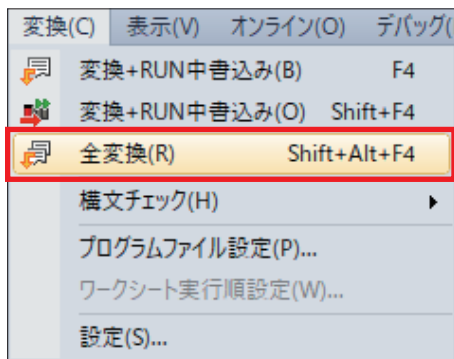 変換(C) 表示(V) オンライン(O) デバッグ(
変換+RUN中書込み(B) F4
変換+RUN中書込み(O) Shift+F4
全変換(R) Shift+Alt+F4
構文チェック(H)
プログラムファイル設定(P)...
ワークシート実行順設定(W)...
設定(S)...